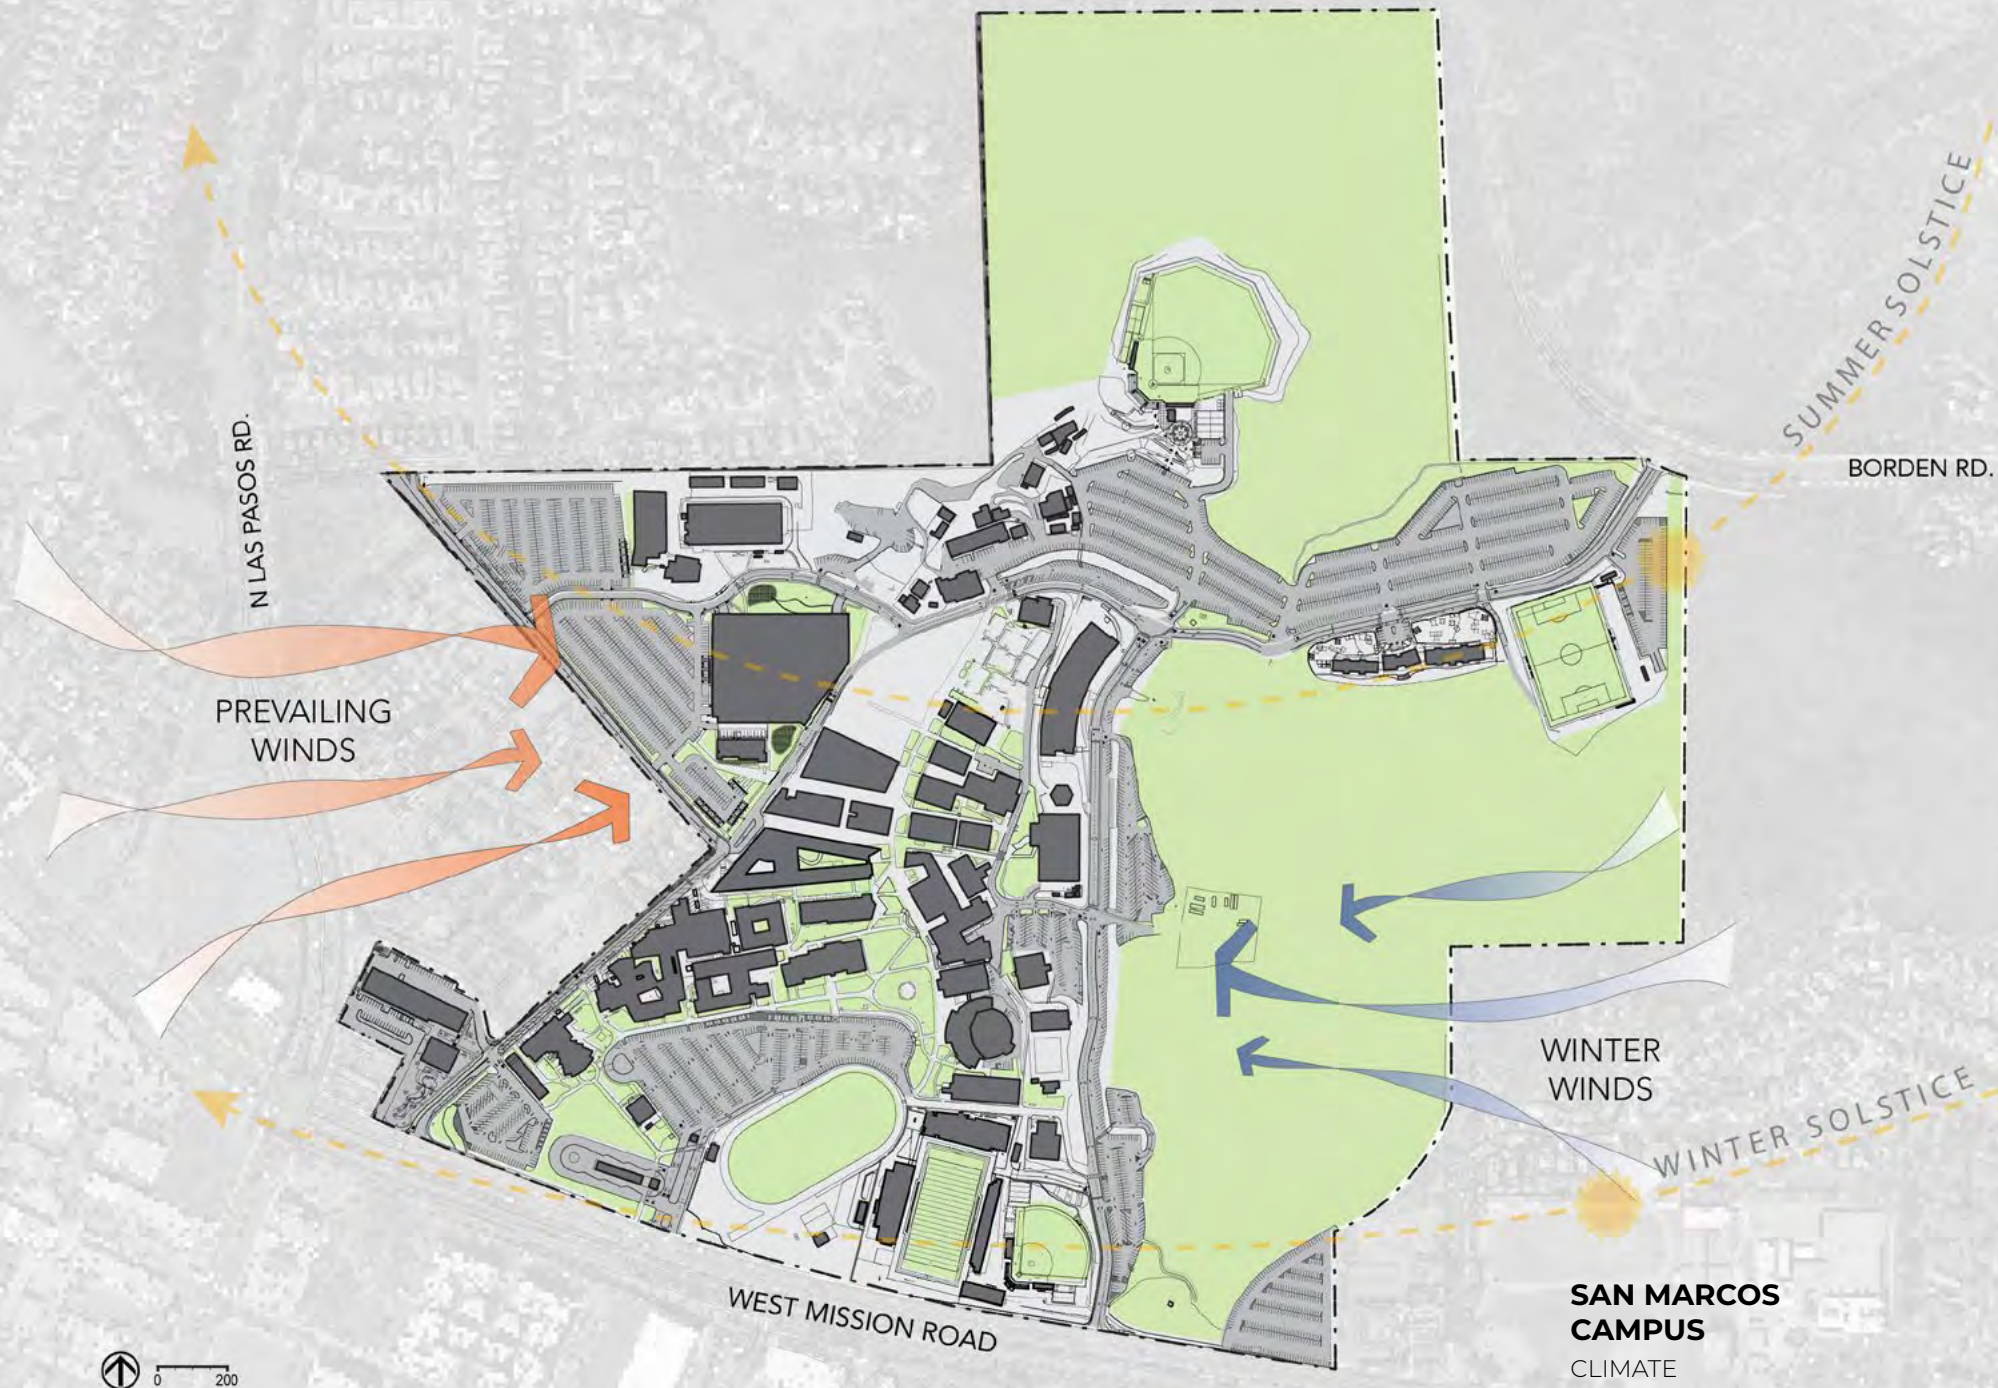 SUMMER SOLSTICE
BORDEN RD.
N LAS PASOS RD.
PREVAILING
WINDS
WINTER
WINDS
WINTER SOLSTICE
WEST MISSION ROAD
SAN MARCOS
CAMPUS
CLIMATE
0 200